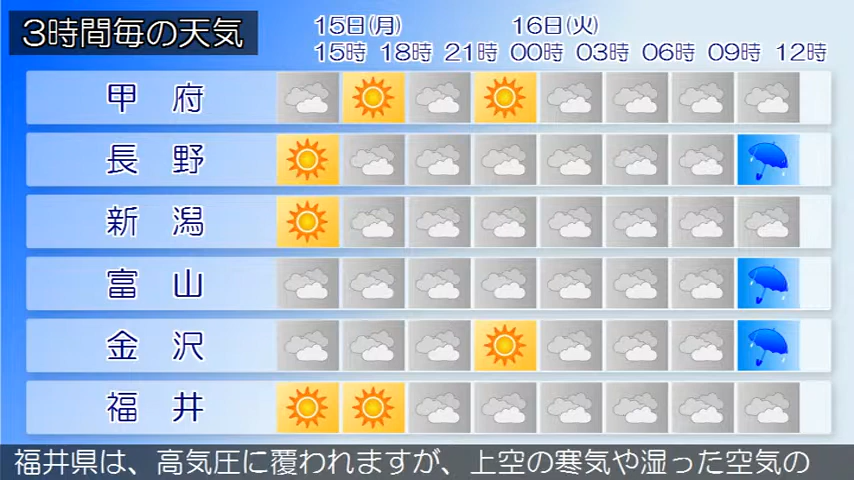 3時間毎の天気
15日(月) 16日(火)
15時 18時 21時 00時 03時 06時 09時 12時
甲 府
長 野
新 潟
富 山
金 沢
福 井
福井県は、高気圧に覆われますが、上空の寒気や湿った空気の